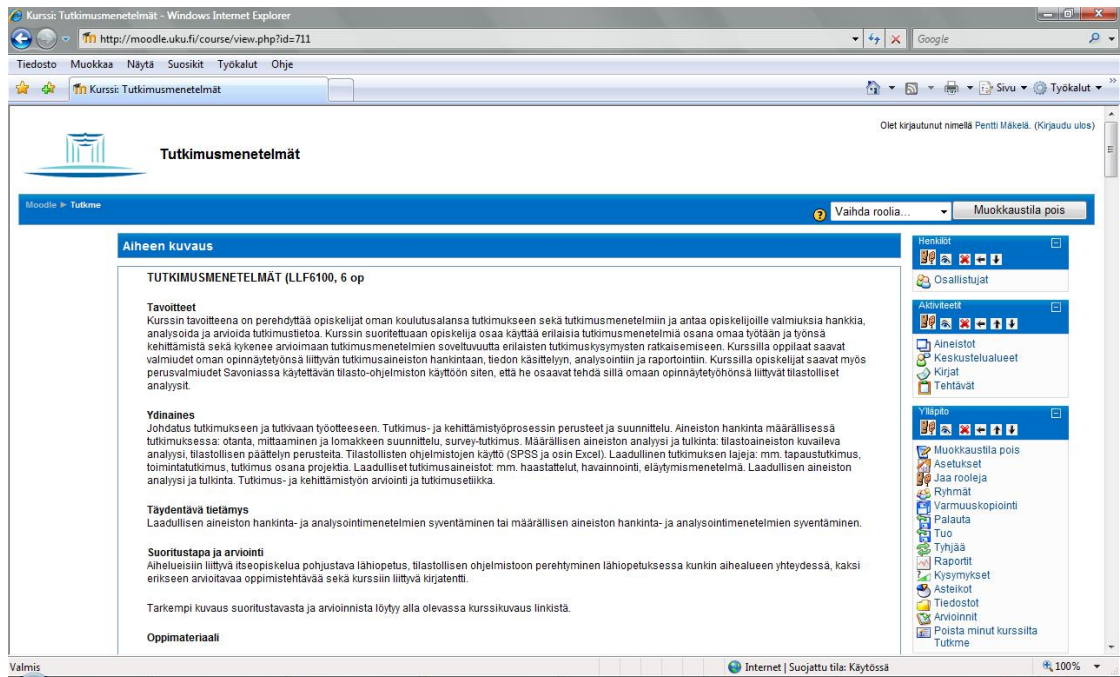 Kurssi: Tutkimusmenetelmät - Windows Internet Explorer
http://moodle.uku.fi/course/view.php?id=711
Google
Tiedosto Muokkaa Näytä Suosikit Työkalut Ohje
Kurssi: Tutkimusmenetelmät
Sivu Työkalut
Olet kirjautunut nimellä Pentti Mäkelä. (Kirjaudu ulos)
Tutkimusmenetelmät
Moodle ► Tutkme
Vaihda roolia...
Muokkaustila pois
Aiheen kuvaus
TUTKIMUSMENETELMÄT (LLF6100, 6 op
Tavoitteet
Kurssin tavoitteena on perehdyttää opiskelijat oman koulutusalansa tutkimukseen sekä tutkimusmenetelmiin ja antaa opiskelijoille valmiuksia hankkia,
analysoida ja arvioida tutkimustietoa. Kurssin suoritettuaan opiskelija osaa käyttää erilaisia tutkimusmenetelmiä osana omaa työtään ja työnsä
kehittämistä sekä kykenee arvioimaan tutkimusmenetelmien soveltuvuutta erilaisten tutkimuskysymysten ratkaisemiseen. Kurssilla oppilaat saavat
valmiudet oman opinnäytetyönsä liittyvän tutkimusaineiston hankintaan, tiedon käsittelyyn, analysointiin ja raportointiin. Kurssilla opiskelijat saavat myös
perusvalmiudet Savoniassa käytettävän tilasto-ohjelmiston käyttöön siten, että he osaavat tehdä sillä omaan opinnäytetyöhönsä liittyvät tilastolliset
analyysit.
Ydinaines
Johdatus tutkimukseen ja tutkivaan työotteeseen. Tutkimus- ja kehittämistyöprosessin perusteet ja suunnittelu. Aineiston hankinta määrällisessä
tutkimuksessa: otanta, mittaaminen ja lomakkeen suunnittelu, survey-tutkimus. Määrällisen aineiston analyysi ja tulkinta: tilastoaineiston kuvaileva
analyysi, tilastollisen päättelyn perusteita. Tilastollisten ohjelmistojen käyttö (SPSS ja osin Excel). Laadullinen tutkimuksen lajeja: mm. tapaustutkimus,
toimintatutkimus, tutkimus osana projektia. Laadulliset tutkimusaineistot: mm. haastattelut, havainnointi, eläytymismenetelmä. Laadullisen aineiston
analyysi ja tulkinta. Tutkimus- ja kehittämistyön arviointi ja tutkimusetiikka.
Täydentävä tietämys
Laadullisen aineiston hankinta- ja analysointimenetelmien syventäminen tai määrällisen aineiston hankinta- ja analysointimenetelmien syventäminen.
Suoritustapa ja arviointi
Aihelueisiin liittyvä itseopiskelua pohjustava lähiopetus, tilastollisen ohjelmistoon perehtyminen lähiopetuksessa kunkin aihealueen yhteydessä, kaksi
erikseen arvioitavaa oppimistehtävää sekä kurssiin liittyvä kirjatentti.
Tarkempi kuvaus suoritustavasta ja arvioinnista löytyy alla olevassa kurssikuvaus linkistä.
Oppimateriaali
Henkilöt
Osallistujat
Aktiviteetit
Aineistot
Keskustelualueet
Kirjat
Tehtävät
Ylläpito
Muokkaustila pois
Asetukset
Jaa rooleja
Ryhmät
Varmuuskopiointi
Palauta
Tuo
Tyhjää
Raportit
Kysymykset
Asteikot
Tiedostot
Arvioinnit
Poista minut kurssilta
Tutkme
Valmis
Internet | Suojattu tila: Käytössä
100%